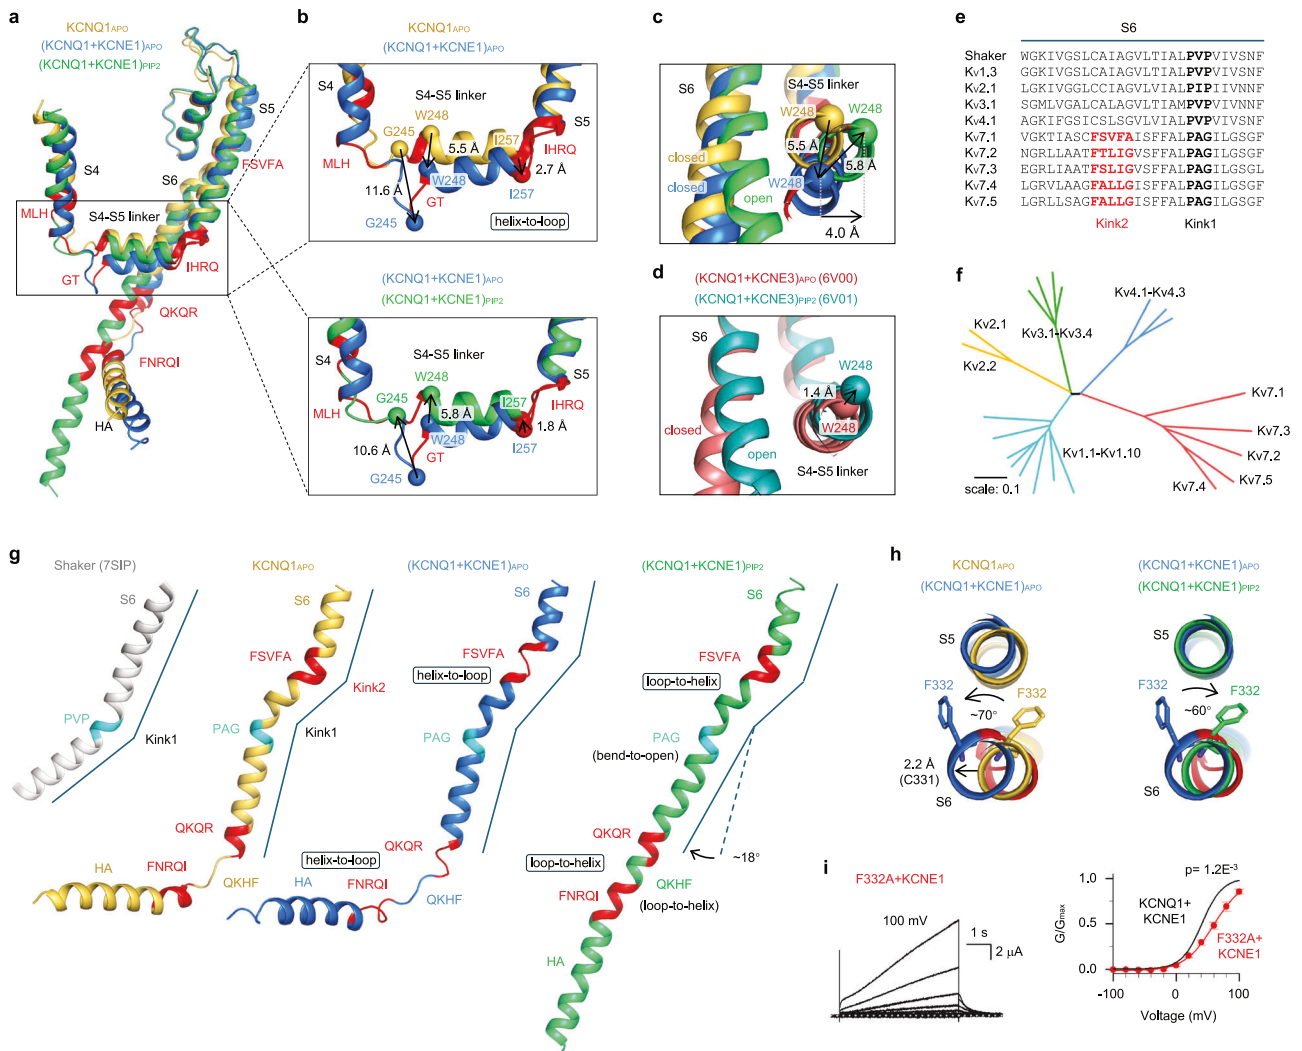 a
KCNQ1APO
(KCNQ1+KCNE1)APO
(KCNQ1+KCNE1)PIP2
S5
S4
FSVFA
S6
MLH
S4-S5 linker
GT
IHRQ
QKQR
FNRQI
HA
b
KCNQ1APO
(KCNQ1+KCNE1)APO
S4
S4-S5 linker
W248
G245
S5
I257
5.5 Å
IHRQ
MLH
2.7 Å
11.6 Å
W248
GT
I257
G245
helix-to-loop
(KCNQ1+KCNE1)APO
(KCNQ1+KCNE1)PIP2
S4
S4-S5 linker
W248
S5
G245
I257
IHRQ
MLH
5.8 Å
1.8 Å
W248
I257
10.6 Å
GT
G245
c
S6
S4-S5 linker
W248
W248
5.5 Å
closed
5.8 Å
closed
W248
open
4.0 Å
d
(KCNQ1+KCNE3)APO (6V00)
(KCNQ1+KCNE3)PIP2 (6V01)
S6
W248
1.4 Å
W248
closed
open
S4-S5 linker
e
S6
Shaker WGKIVGSLCAIAGVLTIALPVPVIVSNF
Kv1.3 GGKIVGSLCAIAGVLTIALPVPVIVSNF
Kv2.1 LGKIVGGLCCIAGVLVIALPIPIIVNNF
Kv3.1 SGMLVGALCALAGVLTIAMPVPVIVNNF
Kv4.1 AGKIFGSICSLSGVLVIALPVPVIVSNF
Kv7.1 VGKTIASCFSVFAISFFALPAGILGSGF
Kv7.2 NGRLLAATFTLIGVSFFALPAGILGSGF
Kv7.3 EGRLIAATFSLIGVSFFALPAGILGSGF
Kv7.4 LGRVLAAGFALLGISFFALPAGILGSGF
Kv7.5 LGRLLSAGFALLGISFFALPAGILGSGF
Kink2 Kink1
f
Kv4.1-Kv4.3
Kv2.1
Kv3.1-Kv3.4
Kv2.2
Kv7.1
Kv7.3
Kv1.1-Kv1.10
Kv7.2
scale: 0.1
Kv7.5
Kv7.4
g
Shaker (7SIP)
S6
PVP
Kink1
KCNQ1APO
S6
FSVFA
Kink2
PAG
Kink1
QKQR
HA
FNRQI
QKHF
(KCNQ1+KCNE1)APO
S6
FSVFA
helix-to-loop
PAG
QKQR
helix-to-loop
HA
FNRQI
QKHF
(KCNQ1+KCNE1)PIP2
S6
FSVFA
loop-to-helix
PAG
(bend-to-open)
QKQR
~18°
loop-to-helix
QKHF
FNRQI
(loop-to-helix)
HA
h
KCNQ1APO
(KCNQ1+KCNE1)APO
S5
F332
F332
~70°
2.2 Å
(C331)
S6
(KCNQ1+KCNE1)APO
(KCNQ1+KCNE1)PIP2
S5
F332
F332
~60°
S6
i
F332A+KCNE1
100 mV
1 s
2 μA
p= 1.2E-3
1.0
KCNQ1+
KCNE1
G/Gmax
0.5
F332A+
KCNE1
0.0
-100 0 100
Voltage (mV)